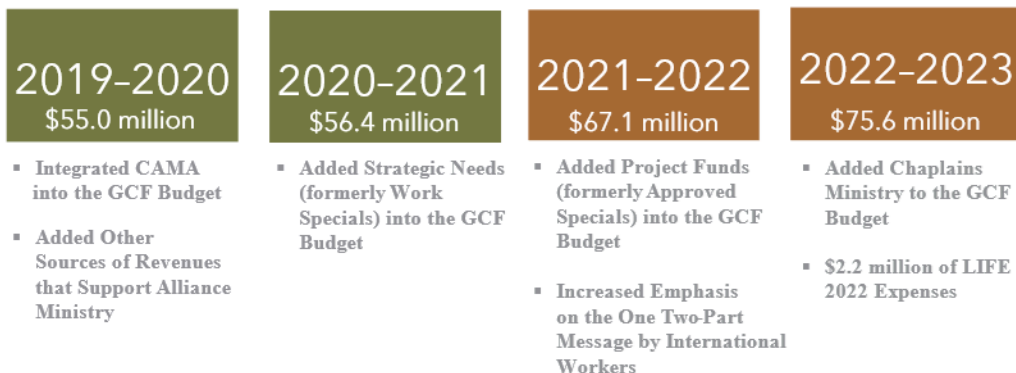 2019–2020
$55.0 million
▪ Integrated CAMA
into the GCF Budget
▪ Added Other
Sources of Revenues
that Support Alliance
Ministry
2020–2021
$56.4 million
▪ Added Strategic Needs
(formerly Work
Specials) into the GCF
Budget
2021–2022
$67.1 million
▪ Added Project Funds
(formerly Approved
Specials) into the GCF
Budget
▪ Increased Emphasis
on the One Two-Part
Message by International
Workers
2022–2023
$75.6 million
▪ Added Chaplains
Ministry to the GCF
Budget
▪ $2.2 million of LIFE
2022 Expenses